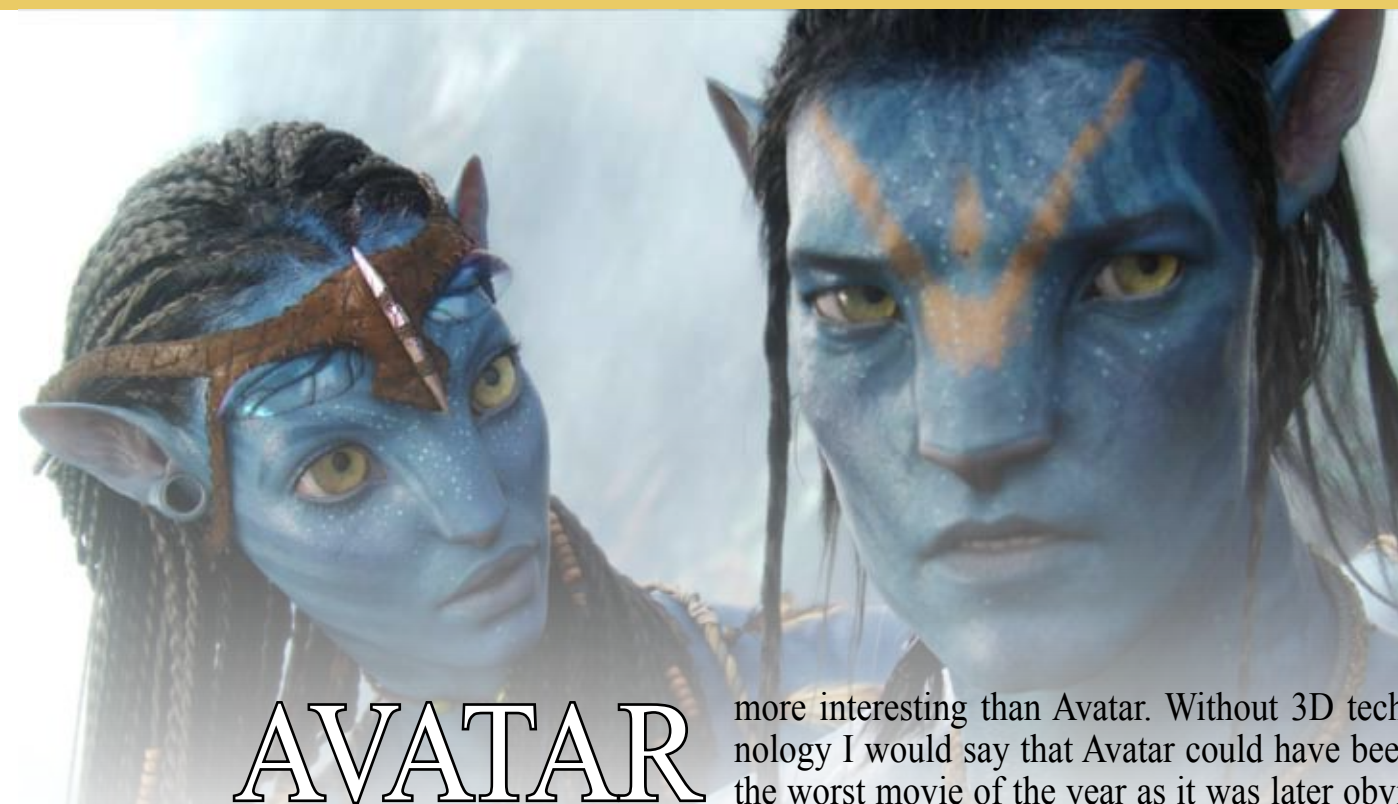 AVATAR
more interesting than Avatar. Without 3D tech
nology I would say that Avatar could have bee
the worst movie of the year as it was later obv